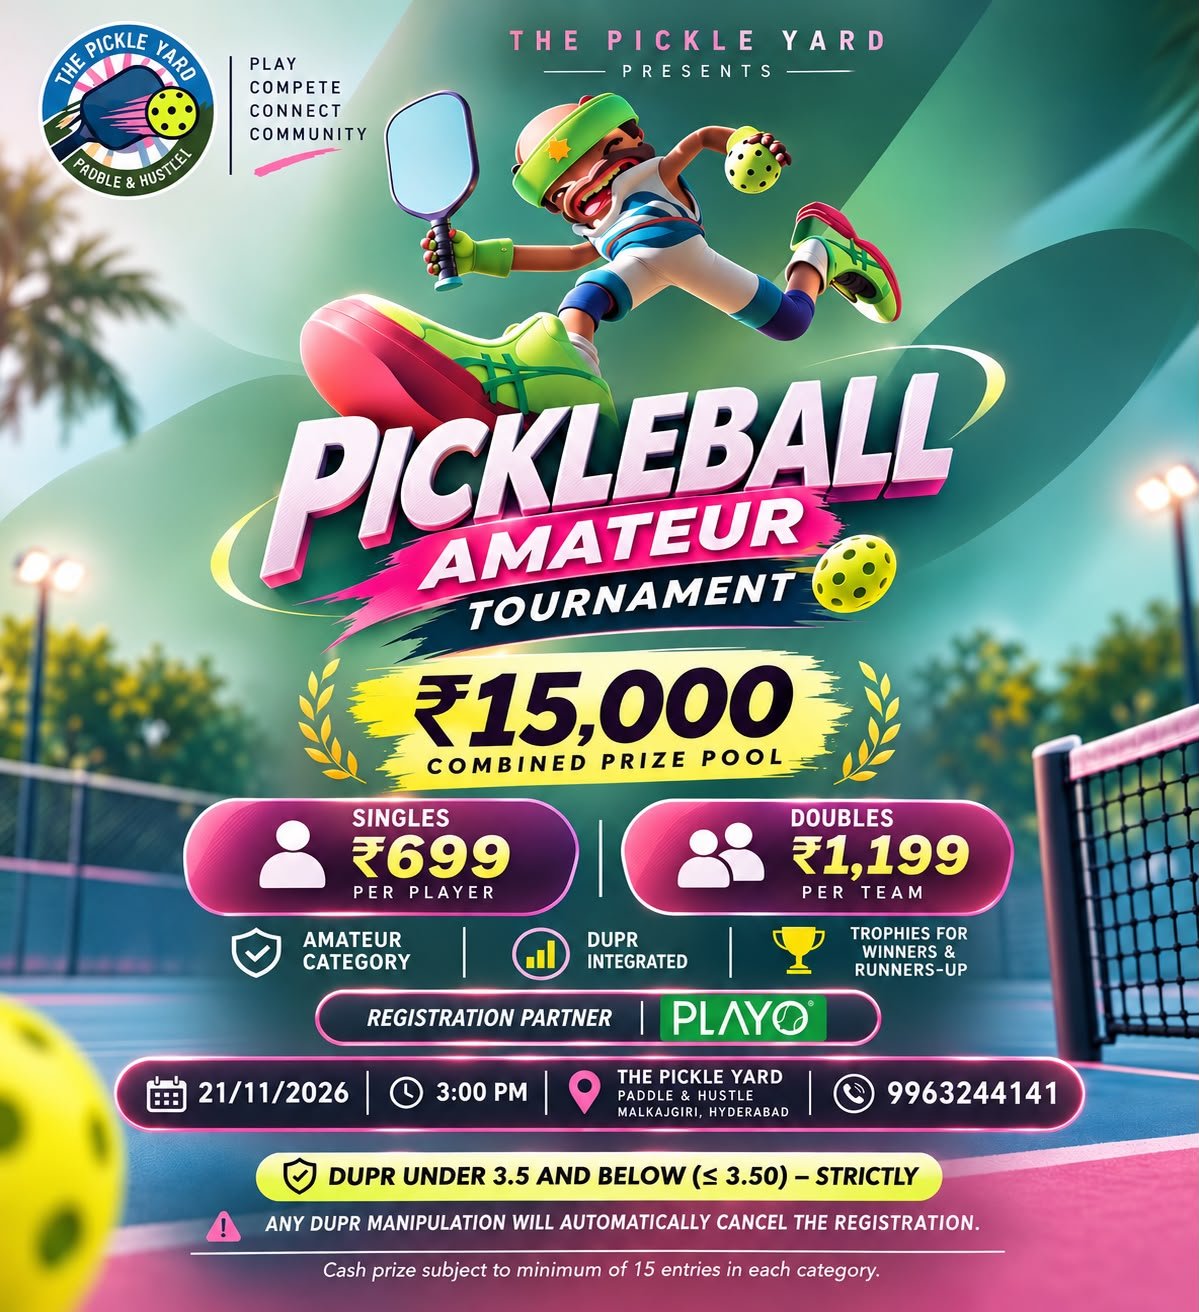 THE PICKLE YARD
PADDLE & HUSTLE!
PLAY
COMPETE
CONNECT
COMMUNITY
THE PICKLE YARD
PRESENTS
PICKLEBALL
AMATEUR
TOURNAMENT
₹15,000
COMBINED PRIZE POOL
SINGLES
₹699
PER PLAYER
DOUBLES
₹1,199
PER TEAM
AMATEUR
CATEGORY
DUPR
INTEGRATED
TROPHIES FOR
WINNERS &
RUNNERS-UP
REGISTRATION PARTNER
PLAYO®
21/11/2026
3:00 PM
THE PICKLE YARD
PADDLE & HUSTLE
MALKAJGIRI, HYDERABAD
9963244141
DUPR UNDER 3.5 AND BELOW (≤ 3.50) – STRICTLY
ANY DUPR MANIPULATION WILL AUTOMATICALLY CANCEL THE REGISTRATION.
Cash prize subject to minimum of 15 entries in each category.